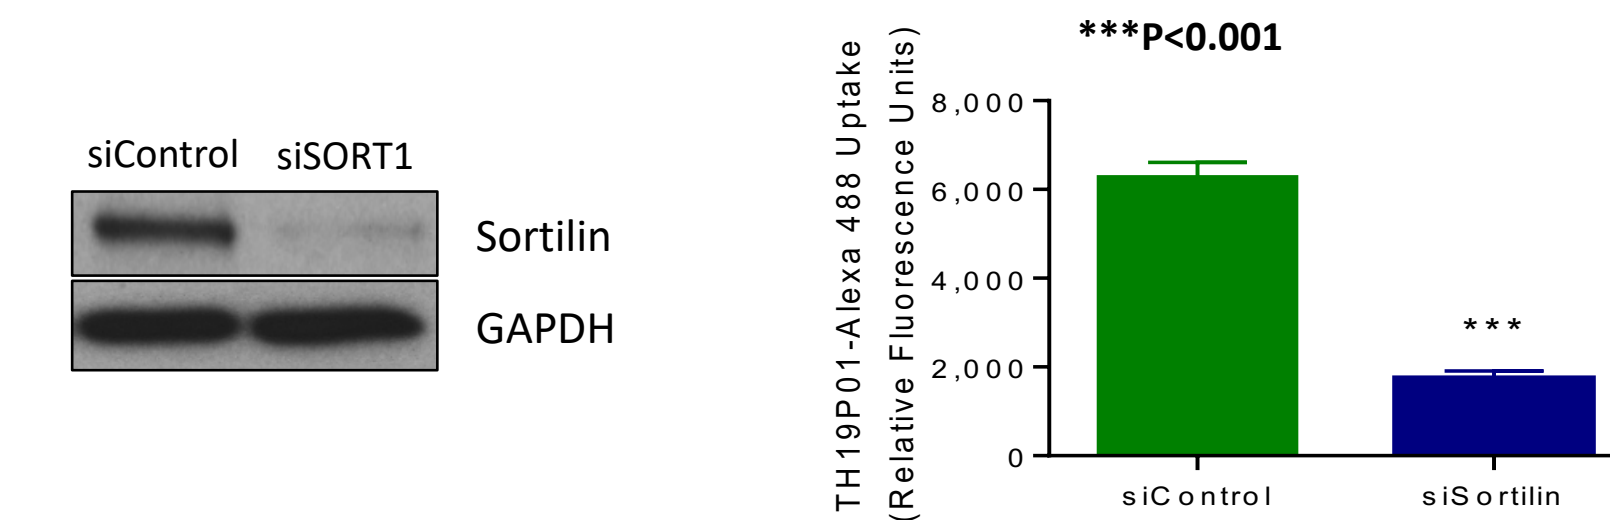 siControl siSORT1
Sortilin
GAPDH
***P<0.001
TH19P01-Alexa 488 Uptake
(Relative Fluorescence Units)
8,000
6,000
4,000
2,000
0
***
siControl siSortilin